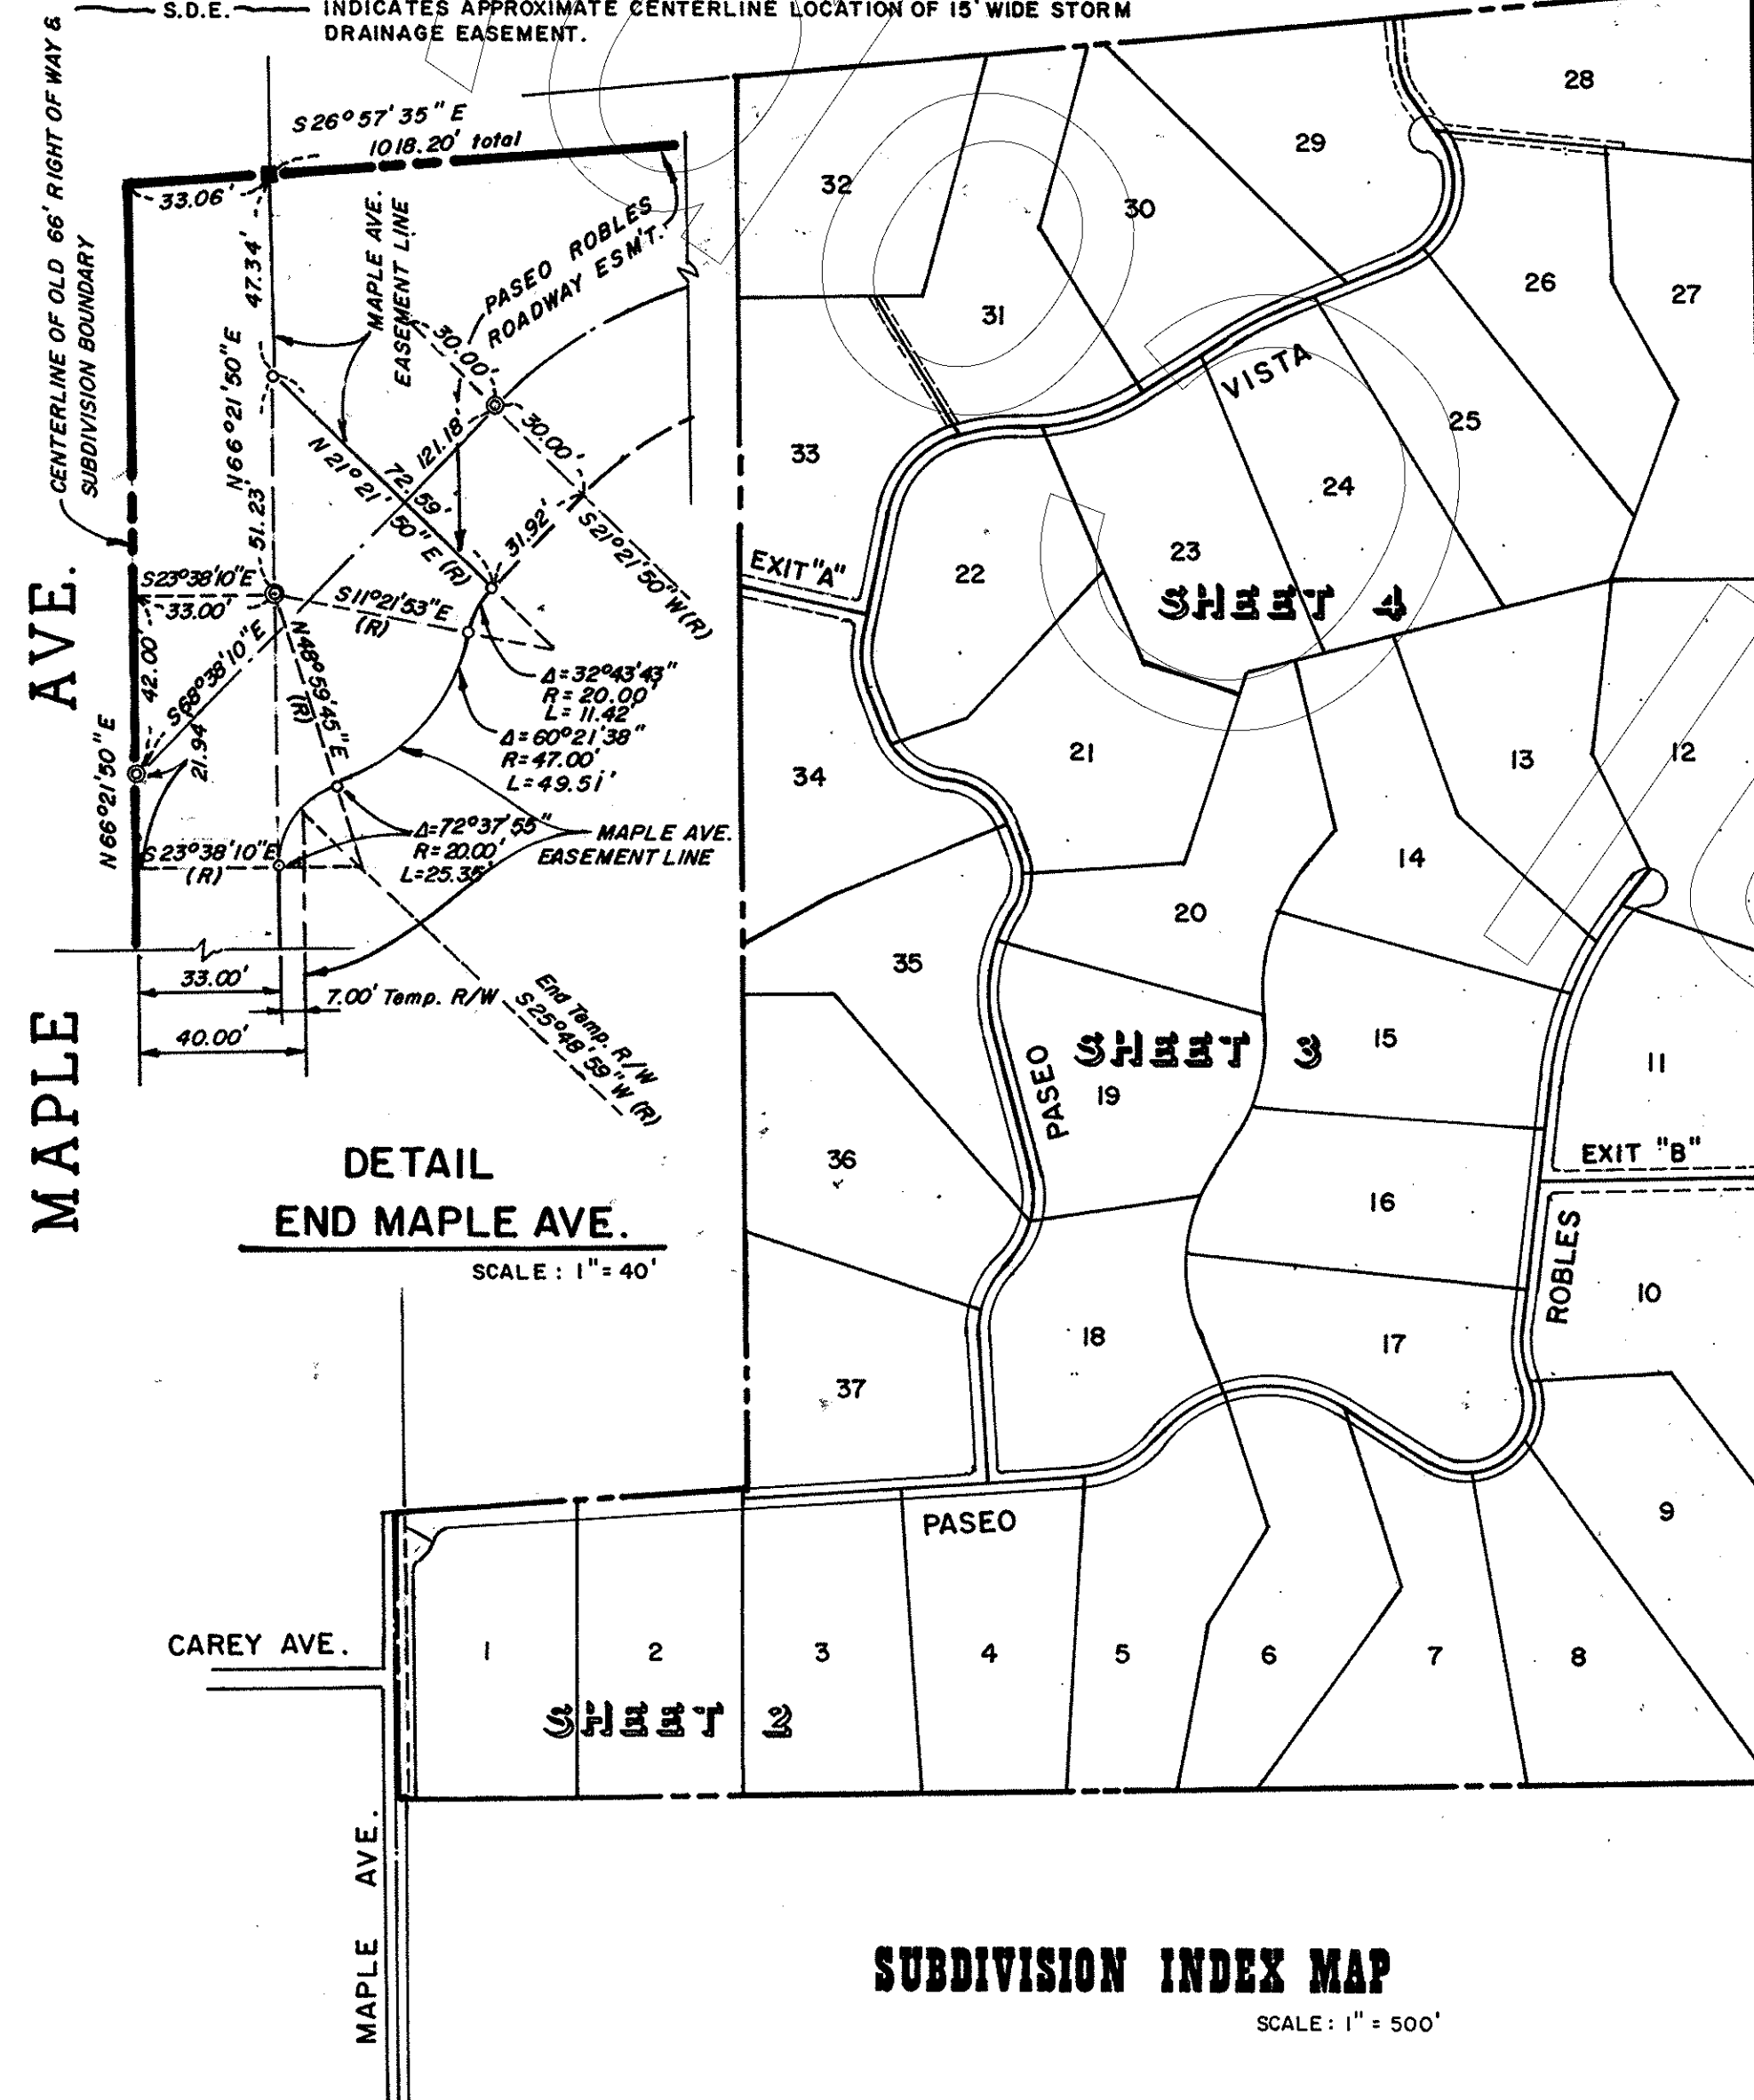 S.D.E. INDICATES APPROXIMATE CENTERLINE LOCATION OF 15' WIDE STORM
DRAINAGE EASEMENT.
CENTERLINE OF OLD 66' RIGHT OF WAY &
SUBDIVISION BOUNDARY
S 26° 57' 35" E
1018.20' total
33.06'
47.34'
MAPLE AVE.
EASEMENT LINE
PASEO ROBLES
ROADWAY ESM'T.
30.00'
N66°21'50"E
N 21° 21' 50" E (R)
72.59'
121.18'
30.00'
31.92'
S21°21'50"W(R)
51.23'
S23°38'10"E
33.00'
S11°21'53"E
(R)
42.00'
S68°38'10"E
N48°59'45"E
(R)
Δ=32°43'43"
R=20.00'
L=11.42'
Δ=60°21'38"
R=47.00'
L=49.51'
N66°21'50"E
21.94'
Δ=72°37'55"
R=20.00'
L=25.35'
MAPLE AVE.
EASEMENT LINE
S23°38'10"E
(R)
33.00'
7.00' Temp. R/W
40.00'
End Temp. R/W
S25°48'59"W (R)
MAPLE AVE.
DETAIL
END MAPLE AVE.
SCALE: 1"=40'
28
29
32
30
31
26
27
VISTA
33
25
24
EXIT "A"
22
23
SHEET 4
34
21
13
12
14
20
35
SHEET 3
15
11
PASEO
19
36
EXIT "B"
16
ROBLES
10
18
17
37
9
PASEO
CAREY AVE.
1
2
3
4
5
6
7
8
SHEET 2
MAPLE AVE.
SUBDIVISION INDEX MAP
SCALE: 1" = 500'